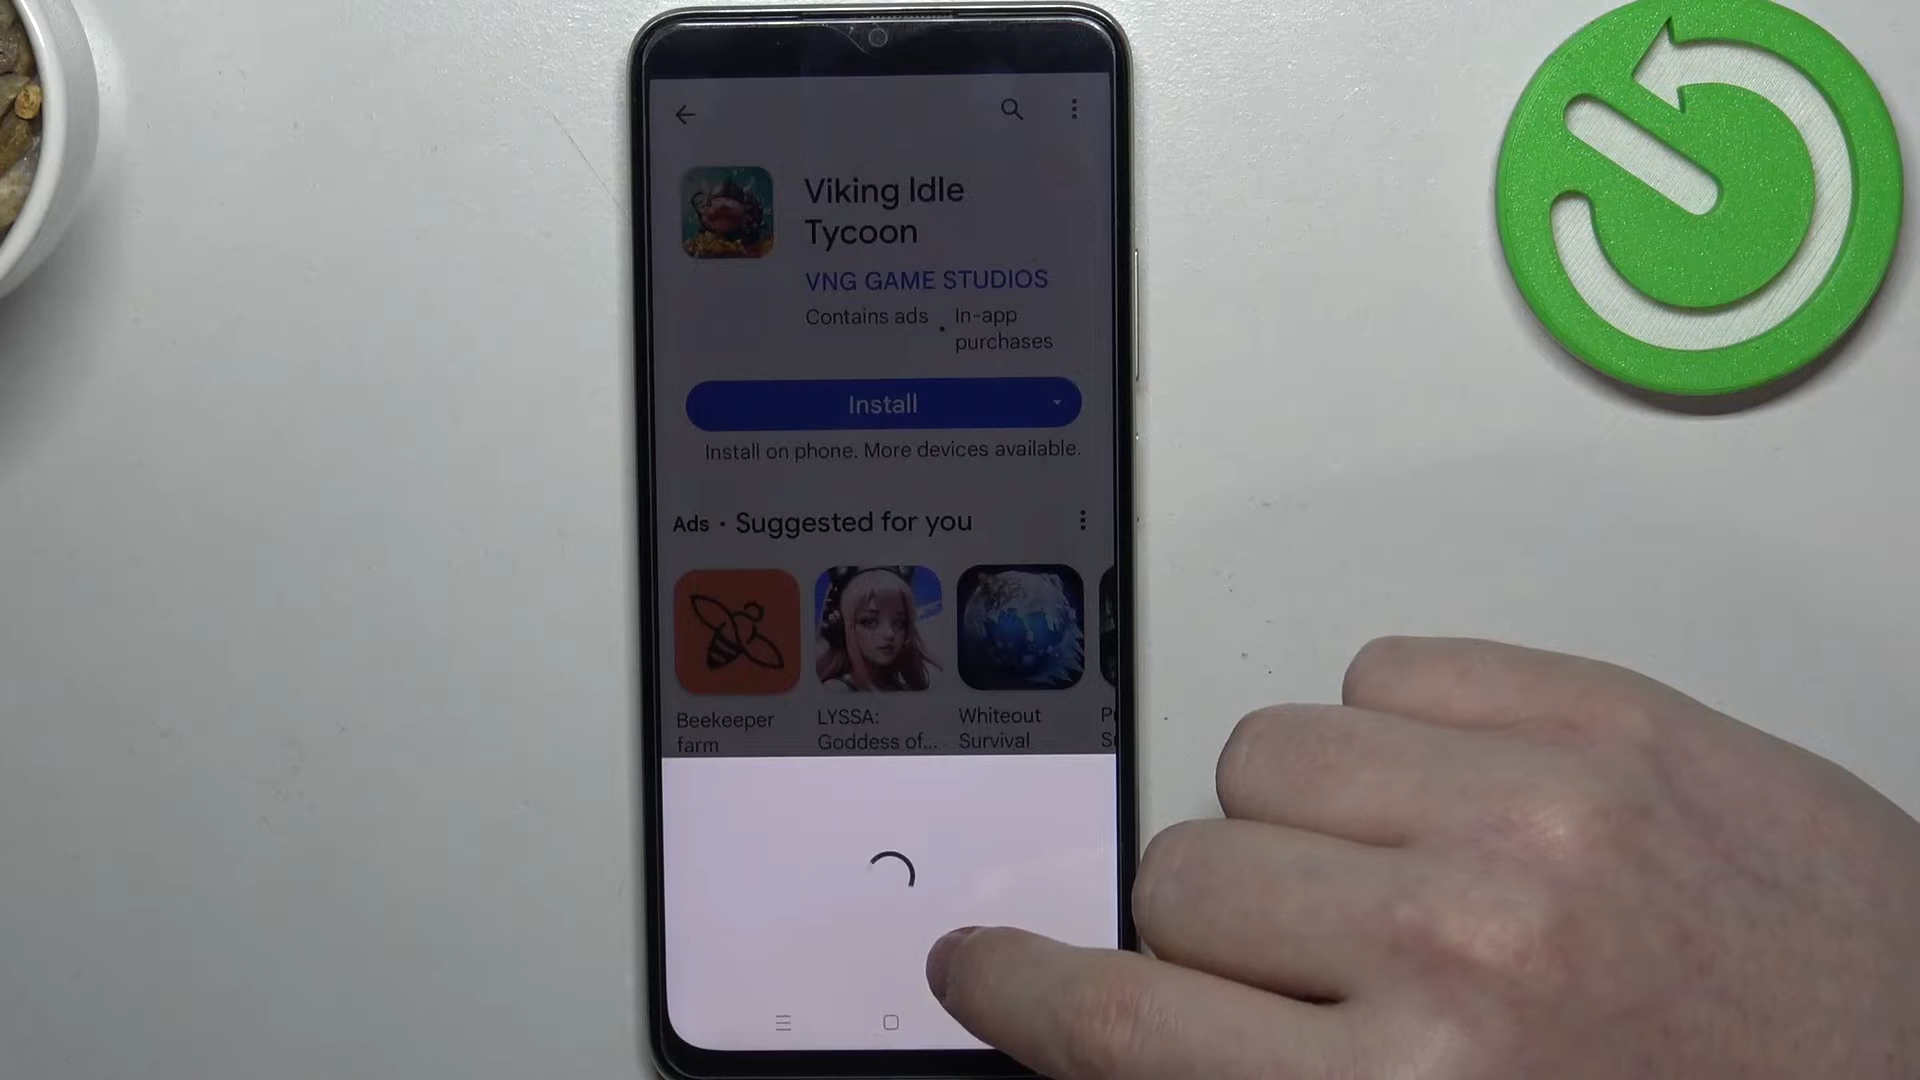 Viking Idle
Tycoon
VNG GAME STUDIOS
Contains ads · In-app
purchases
Install
Install on phone. More devices available.
Ads · Suggested for you
Beekeeper
farm
LYSSA:
Goddess of...
Whiteout
Survival